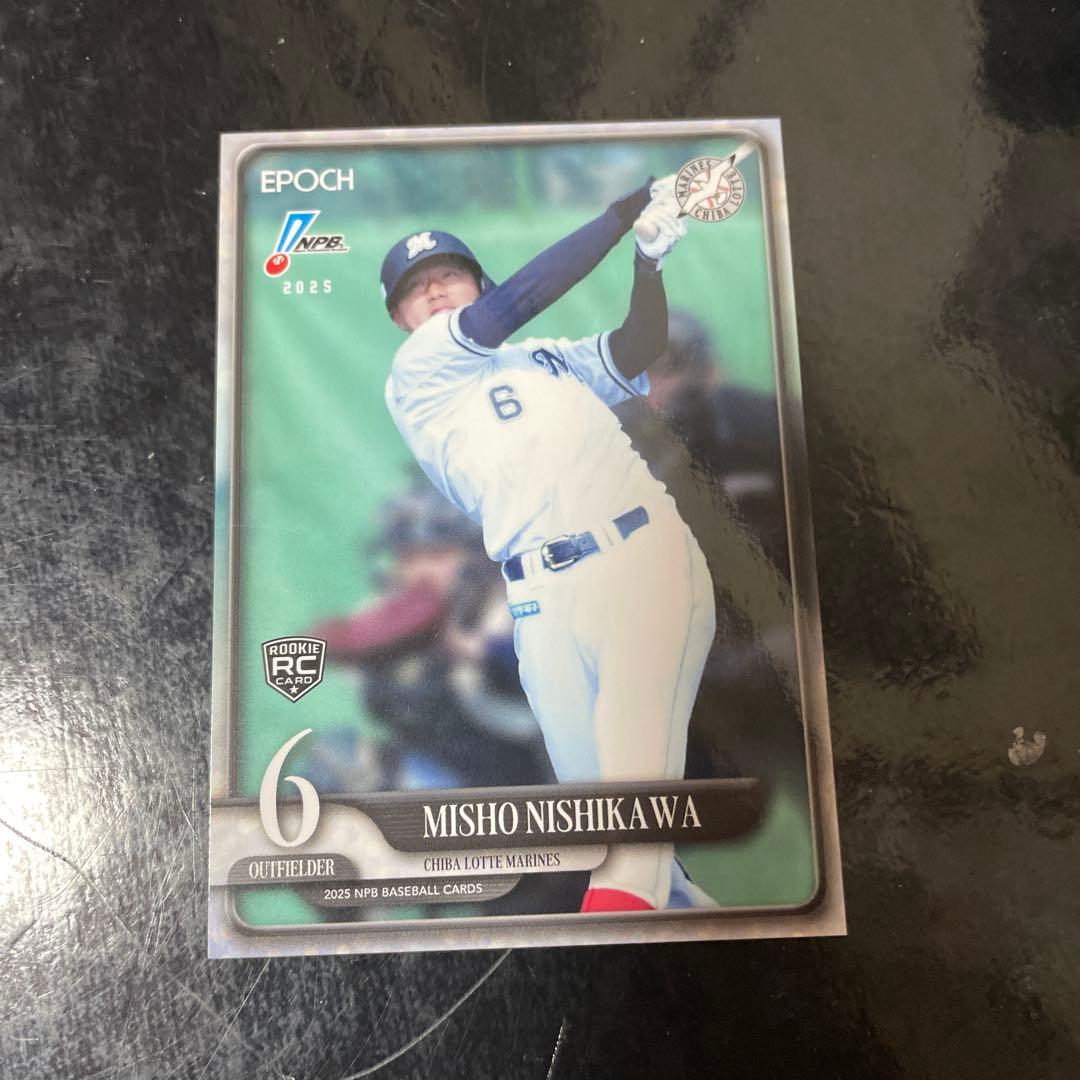 EPOCH
NPB
2025
MARINES
CHIBA LOTTE
M
6
M
ROOKIE
RC
CARD
6
OUTFIELDER
MISHO NISHIKAWA
CHIBA LOTTE MARINES
2025 NPB BASEBALL CARDS